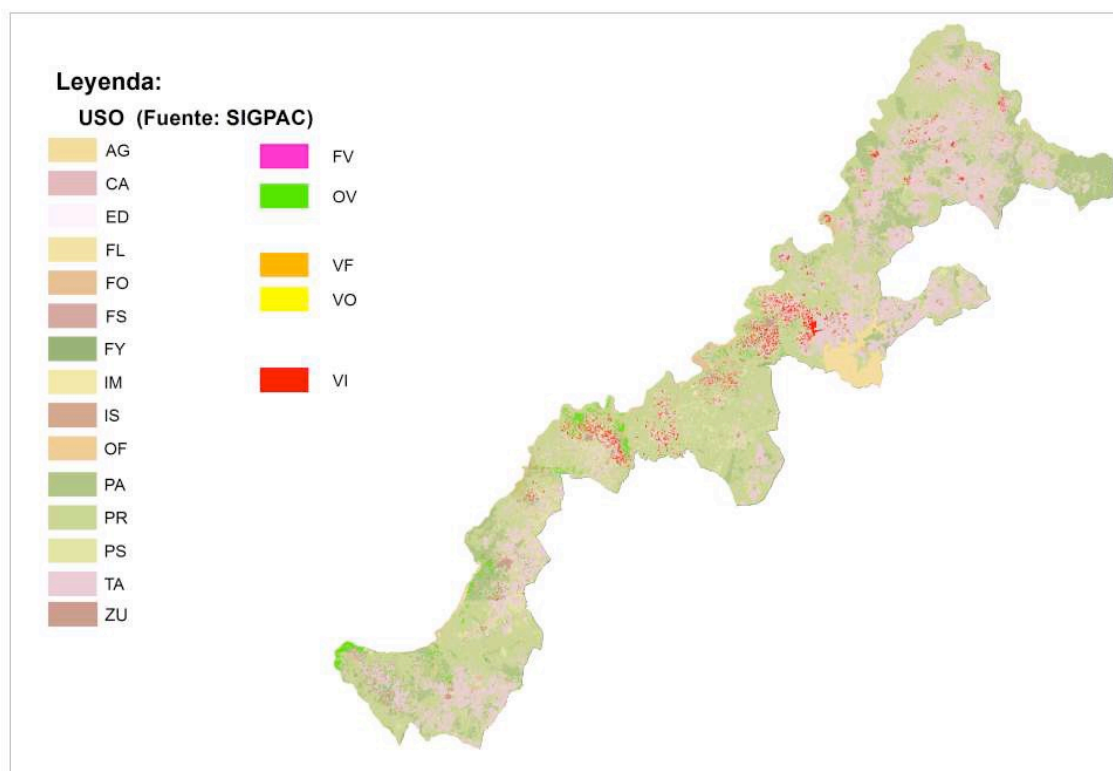 Leyenda:
USO (Fuente: SIGPAC)
AG
CA
ED
FL
FO
FS
FY
IM
IS
OF
PA
PR
PS
TA
ZU
FV
OV
VF
VO
VI